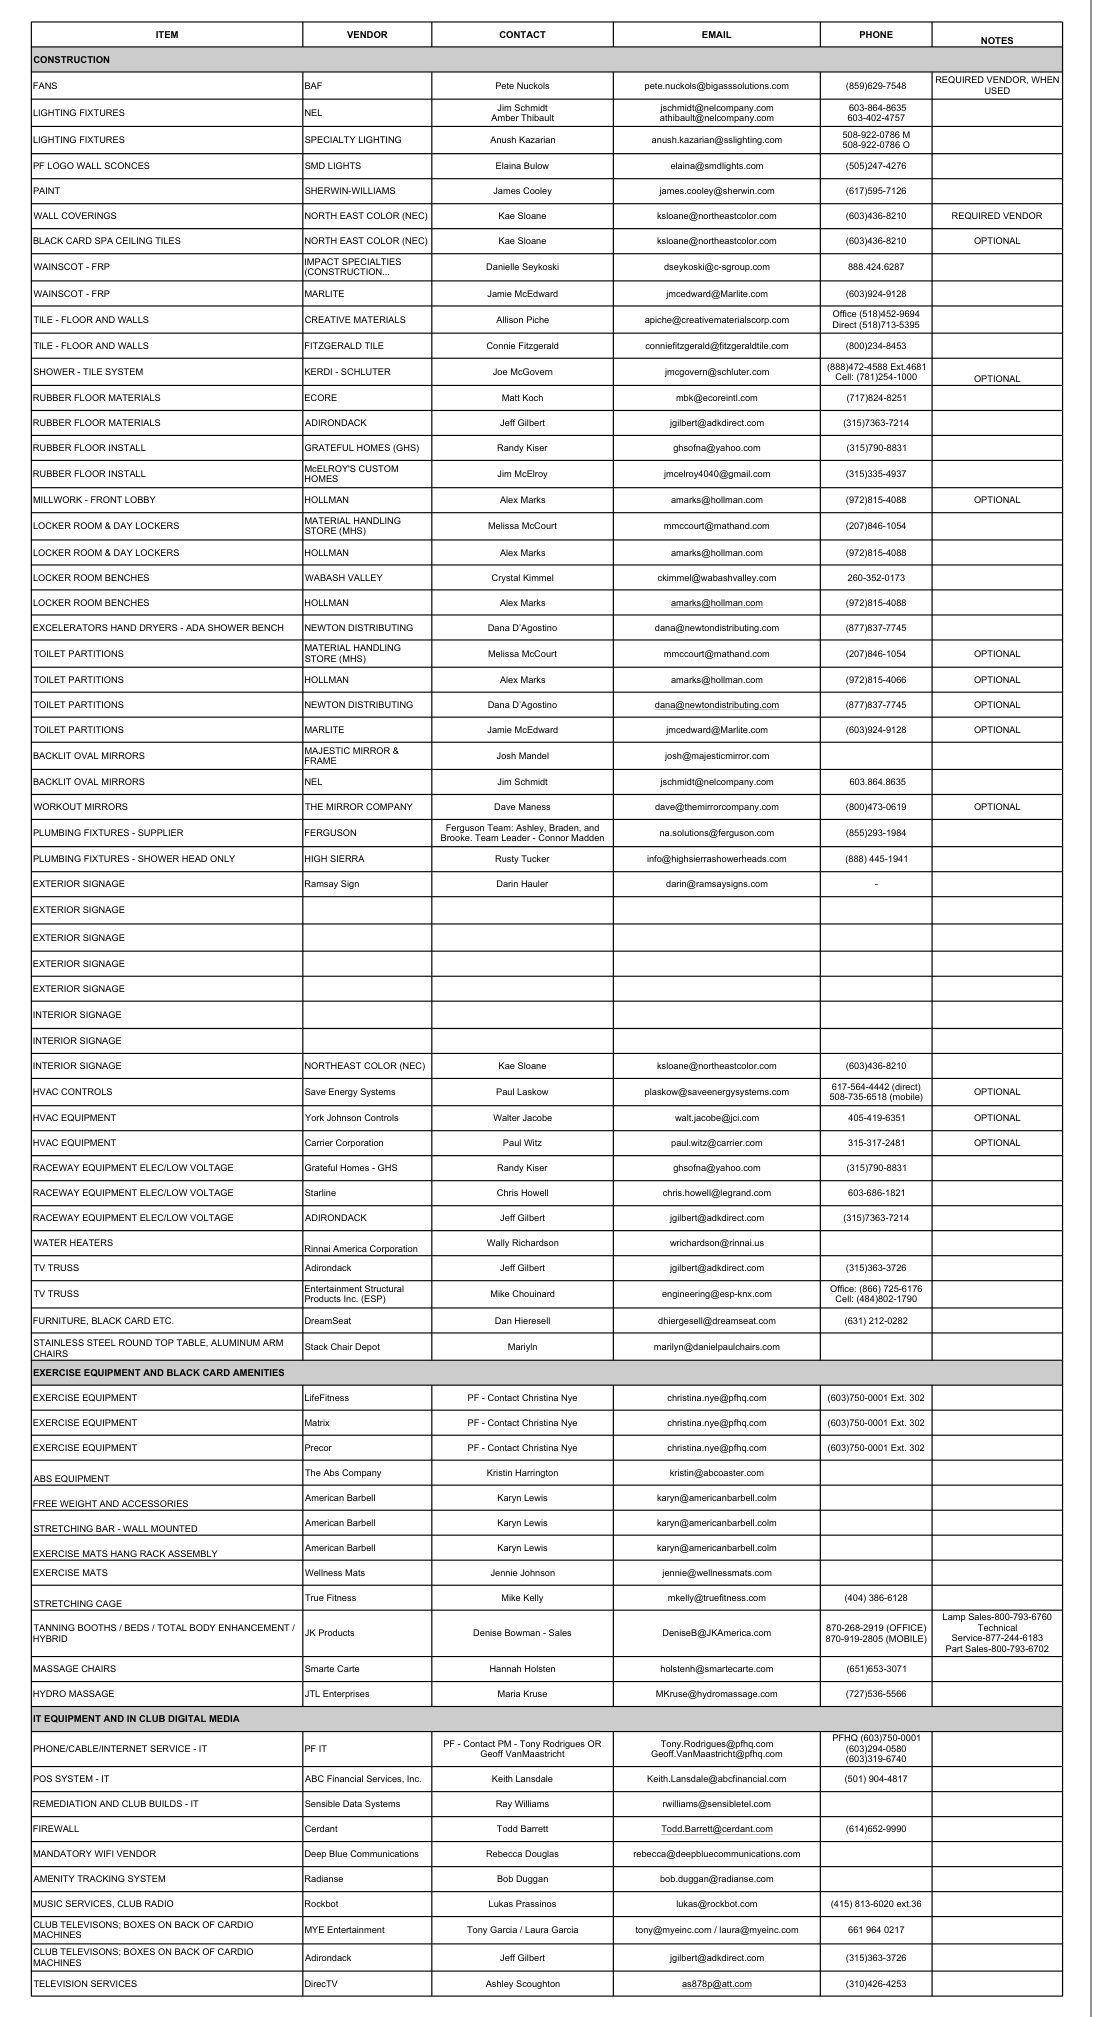 ITEM VENDOR CONTACT EMAIL PHONE NOTES
CONSTRUCTION
FANS BAF Pete Nuckols pete.nuckols@bigasssolutions.com (859)629-7548 REQUIRED VENDOR, WHEN
USED
LIGHTING FIXTURES NEL Jim Schmidt jschmidt@nelcompany.com 603-864-8635
Amber Thibault athibault@nelcompany.com 603-402-4757
LIGHTING FIXTURES SPECIALTY LIGHTING Anush Kazarian anush.kazarian@sslighting.com 508-922-0786 M
508-922-0786 O
PF LOGO WALL SCONCES SMD LIGHTS Elaina Bulow elaina@smdlights.com (505)247-4276
PAINT SHERWIN-WILLIAMS James Cooley james.cooley@sherwin.com (617)595-7126
WALL COVERINGS NORTH EAST COLOR (NEC) Kae Sloane ksloane@northeastcolor.com (603)436-8210 REQUIRED VENDOR
BLACK CARD SPA CEILING TILES NORTH EAST COLOR (NEC) Kae Sloane ksloane@northeastcolor.com (603)436-8210 OPTIONAL
WAINSCOT - FRP IMPACT SPECIALTIES
(CONSTRUCTION... Danielle Seykoski dseykoski@c-sgroup.com 888.424.6287
WAINSCOT - FRP MARLITE Jamie McEdward jmcedward@Marlite.com (603)924-9128
TILE - FLOOR AND WALLS CREATIVE MATERIALS Allison Piche apiche@creativematerialscorp.com Office (518)452-9694
Direct (518)713-5395
TILE - FLOOR AND WALLS FITZGERALD TILE Connie Fitzgerald conniefitzgerald@fitzgeraldtile.com (800)234-8453
SHOWER - TILE SYSTEM KERDI - SCHLUTER Joe McGovern jmcgovern@schluter.com (888)472-4588 Ext.4681
Cell: (781)254-1000 OPTIONAL
RUBBER FLOOR MATERIALS ECORE Matt Koch mbk@ecoreintl.com (717)824-8251
RUBBER FLOOR MATERIALS ADIRONDACK Jeff Gilbert jgilbert@adkdirect.com (315)7363-7214
RUBBER FLOOR INSTALL GRATEFUL HOMES (GHS) Randy Kiser ghsofna@yahoo.com (315)790-8831
RUBBER FLOOR INSTALL McELROY'S CUSTOM
HOMES Jim McElroy jmcelroy4040@gmail.com (315)335-4937
MILLWORK - FRONT LOBBY HOLLMAN Alex Marks amarks@hollman.com (972)815-4088 OPTIONAL
LOCKER ROOM & DAY LOCKERS MATERIAL HANDLING
STORE (MHS) Melissa McCourt mmccourt@mathand.com (207)846-1054
LOCKER ROOM & DAY LOCKERS HOLLMAN Alex Marks amarks@hollman.com (972)815-4088
LOCKER ROOM BENCHES WABASH VALLEY Crystal Kimmel ckimmel@wabashvalley.com 260-352-0173
LOCKER ROOM BENCHES HOLLMAN Alex Marks amarks@hollman.com (972)815-4088
EXCELERATORS HAND DRYERS - ADA SHOWER BENCH NEWTON DISTRIBUTING Dana D'Agostino dana@newtondistributing.com (877)837-7745
TOILET PARTITIONS MATERIAL HANDLING
STORE (MHS) Melissa McCourt mmccourt@mathand.com (207)846-1054 OPTIONAL
TOILET PARTITIONS HOLLMAN Alex Marks amarks@hollman.com (972)815-4066 OPTIONAL
TOILET PARTITIONS NEWTON DISTRIBUTING Dana D'Agostino dana@newtondistributing.com (877)837-7745 OPTIONAL
TOILET PARTITIONS MARLITE Jamie McEdward jmcedward@Marlite.com (603)924-9128 OPTIONAL
BACKLIT OVAL MIRRORS MAJESTIC MIRROR &
FRAME Josh Mandel josh@majesticmirror.com
BACKLIT OVAL MIRRORS NEL Jim Schmidt jschmidt@nelcompany.com 603.864.8635
WORKOUT MIRRORS THE MIRROR COMPANY Dave Maness dave@themirrorcompany.com (800)473-0619 OPTIONAL
PLUMBING FIXTURES - SUPPLIER FERGUSON Ferguson Team: Ashley, Braden, and
Brooke. Team Leader - Connor Madden na.solutions@ferguson.com (855)293-1984
PLUMBING FIXTURES - SHOWER HEAD ONLY HIGH SIERRA Rusty Tucker info@highsierrashowerheads.com (888) 445-1941
EXTERIOR SIGNAGE Ramsay Sign Darin Hauler darin@ramsaysigns.com -
EXTERIOR SIGNAGE
EXTERIOR SIGNAGE
EXTERIOR SIGNAGE
EXTERIOR SIGNAGE
INTERIOR SIGNAGE
INTERIOR SIGNAGE
INTERIOR SIGNAGE NORTHEAST COLOR (NEC) Kae Sloane ksloane@northeastcolor.com (603)436-8210
HVAC CONTROLS Save Energy Systems Paul Laskow plaskow@saveenergysystems.com 617-564-4442 (direct)
508-735-6518 (mobile) OPTIONAL
HVAC EQUIPMENT York Johnson Controls Walter Jacobe walt.jacobe@jci.com 405-419-6351 OPTIONAL
HVAC EQUIPMENT Carrier Corporation Paul Witz paul.witz@carrier.com 315-317-2481 OPTIONAL
RACEWAY EQUIPMENT ELEC/LOW VOLTAGE Grateful Homes - GHS Randy Kiser ghsofna@yahoo.com (315)790-8831
RACEWAY EQUIPMENT ELEC/LOW VOLTAGE Starline Chris Howell chris.howell@legrand.com 603-686-1821
RACEWAY EQUIPMENT ELEC/LOW VOLTAGE ADIRONDACK Jeff Gilbert jgilbert@adkdirect.com (315)7363-7214
WATER HEATERS Rinnai America Corporation Wally Richardson wrichardson@rinnai.us
TV TRUSS Adirondack Jeff Gilbert jgilbert@adkdirect.com (315)363-3726
TV TRUSS Entertainment Structural
Products Inc. (ESP) Mike Chouinard engineering@esp-knx.com Office: (866) 725-6176
Cell: (484)802-1790
FURNITURE, BLACK CARD ETC. DreamSeat Dan Hieresell dhiergesell@dreamseat.com (631) 212-0282
STAINLESS STEEL ROUND TOP TABLE, ALUMINUM ARM
CHAIRS Stack Chair Depot Mariyln marilyn@danielpaulchairs.com
EXERCISE EQUIPMENT AND BLACK CARD AMENITIES
EXERCISE EQUIPMENT LifeFitness PF - Contact Christina Nye christina.nye@pfhq.com (603)750-0001 Ext. 302
EXERCISE EQUIPMENT Matrix PF - Contact Christina Nye christina.nye@pfhq.com (603)750-0001 Ext. 302
EXERCISE EQUIPMENT Precor PF - Contact Christina Nye christina.nye@pfhq.com (603)750-0001 Ext. 302
ABS EQUIPMENT The Abs Company Kristin Harrington kristin@abcoaster.com
FREE WEIGHT AND ACCESSORIES American Barbell Karyn Lewis karyn@americanbarbell.colm
STRETCHING BAR - WALL MOUNTED American Barbell Karyn Lewis karyn@americanbarbell.colm
EXERCISE MATS HANG RACK ASSEMBLY American Barbell Karyn Lewis karyn@americanbarbell.colm
EXERCISE MATS Wellness Mats Jennie Johnson jennie@wellnessmats.com
STRETCHING CAGE True Fitness Mike Kelly mkelly@truefitness.com (404) 386-6128
TANNING BOOTHS / BEDS / TOTAL BODY ENHANCEMENT /
HYBRID JK Products Denise Bowman - Sales DeniseB@JKAmerica.com 870-268-2919 (OFFICE)
870-919-2805 (MOBILE) Lamp Sales-800-793-6760
Technical
Service-877-244-6183
Part Sales-800-793-6702
MASSAGE CHAIRS Smarte Carte Hannah Holsten holstenh@smartecarte.com (651)653-3071
HYDRO MASSAGE JTL Enterprises Maria Kruse MKruse@hydromassage.com (727)536-5566
IT EQUIPMENT AND IN CLUB DIGITAL MEDIA
PHONE/CABLE/INTERNET SERVICE - IT PF IT PF - Contact PM - Tony Rodrigues OR
Geoff VanMaastricht Tony.Rodrigues@pfhq.com
Geoff.VanMaastricht@pfhq.com PFHQ (603)750-0001
(603)294-0580
(603)319-6740
POS SYSTEM - IT ABC Financial Services, Inc. Keith Lansdale Keith.Lansdale@abcfinancial.com (501) 904-4817
REMEDIATION AND CLUB BUILDS - IT Sensible Data Systems Ray Williams rwilliams@sensibletel.com
FIREWALL Cerdant Todd Barrett Todd.Barrett@cerdant.com (614)652-9990
MANDATORY WIFI VENDOR Deep Blue Communications Rebecca Douglas rebecca@deepbluecommunications.com
AMENITY TRACKING SYSTEM Radianse Bob Duggan bob.duggan@radianse.com
MUSIC SERVICES, CLUB RADIO Rockbot Lukas Prassinos lukas@rockbot.com (415) 813-6020 ext.36
CLUB TELEVISONS; BOXES ON BACK OF CARDIO
MACHINES MYE Entertainment Tony Garcia / Laura Garcia tony@myeinc.com / laura@myeinc.com 661 964 0217
CLUB TELEVISONS; BOXES ON BACK OF CARDIO
MACHINES Adirondack Jeff Gilbert jgilbert@adkdirect.com (315)363-3726
TELEVISION SERVICES DirecTV Ashley Scoughton as878p@att.com (310)426-4253